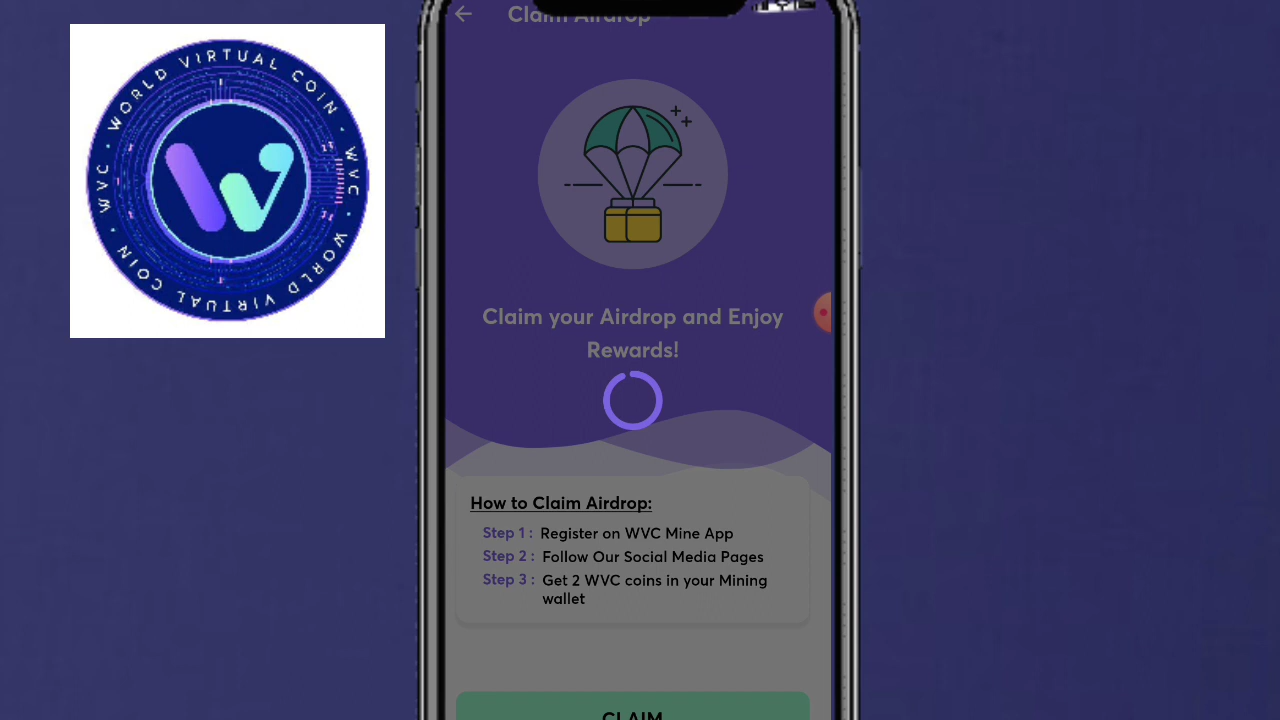 WORLD VIRTUAL COIN · WVC · WORLD VIRTUAL COIN · WVC ·
Claim Airdrop
Claim your Airdrop and Enjoy
Rewards!
How to Claim Airdrop:
Step 1 : Register on WVC Mine App
Step 2 : Follow Our Social Media Pages
Step 3 : Get 2 WVC coins in your Mining
wallet
CLAIM